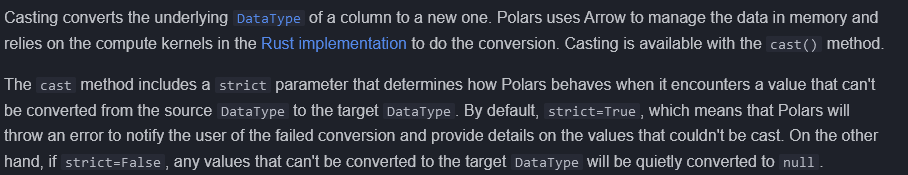 Casting converts the underlying DataType of a column to a new one. Polars uses Arrow to manage the data in memory and
relies on the compute kernels in the Rust implementation to do the conversion. Casting is available with the cast() method.
The cast method includes a strict parameter that determines how Polars behaves when it encounters a value that can't
be converted from the source DataType to the target DataType. By default, strict=True, which means that Polars will
throw an error to notify the user of the failed conversion and provide details on the values that couldn't be cast. On the other
hand, if strict=False, any values that can't be converted to the target DataType will be quietly converted to null.